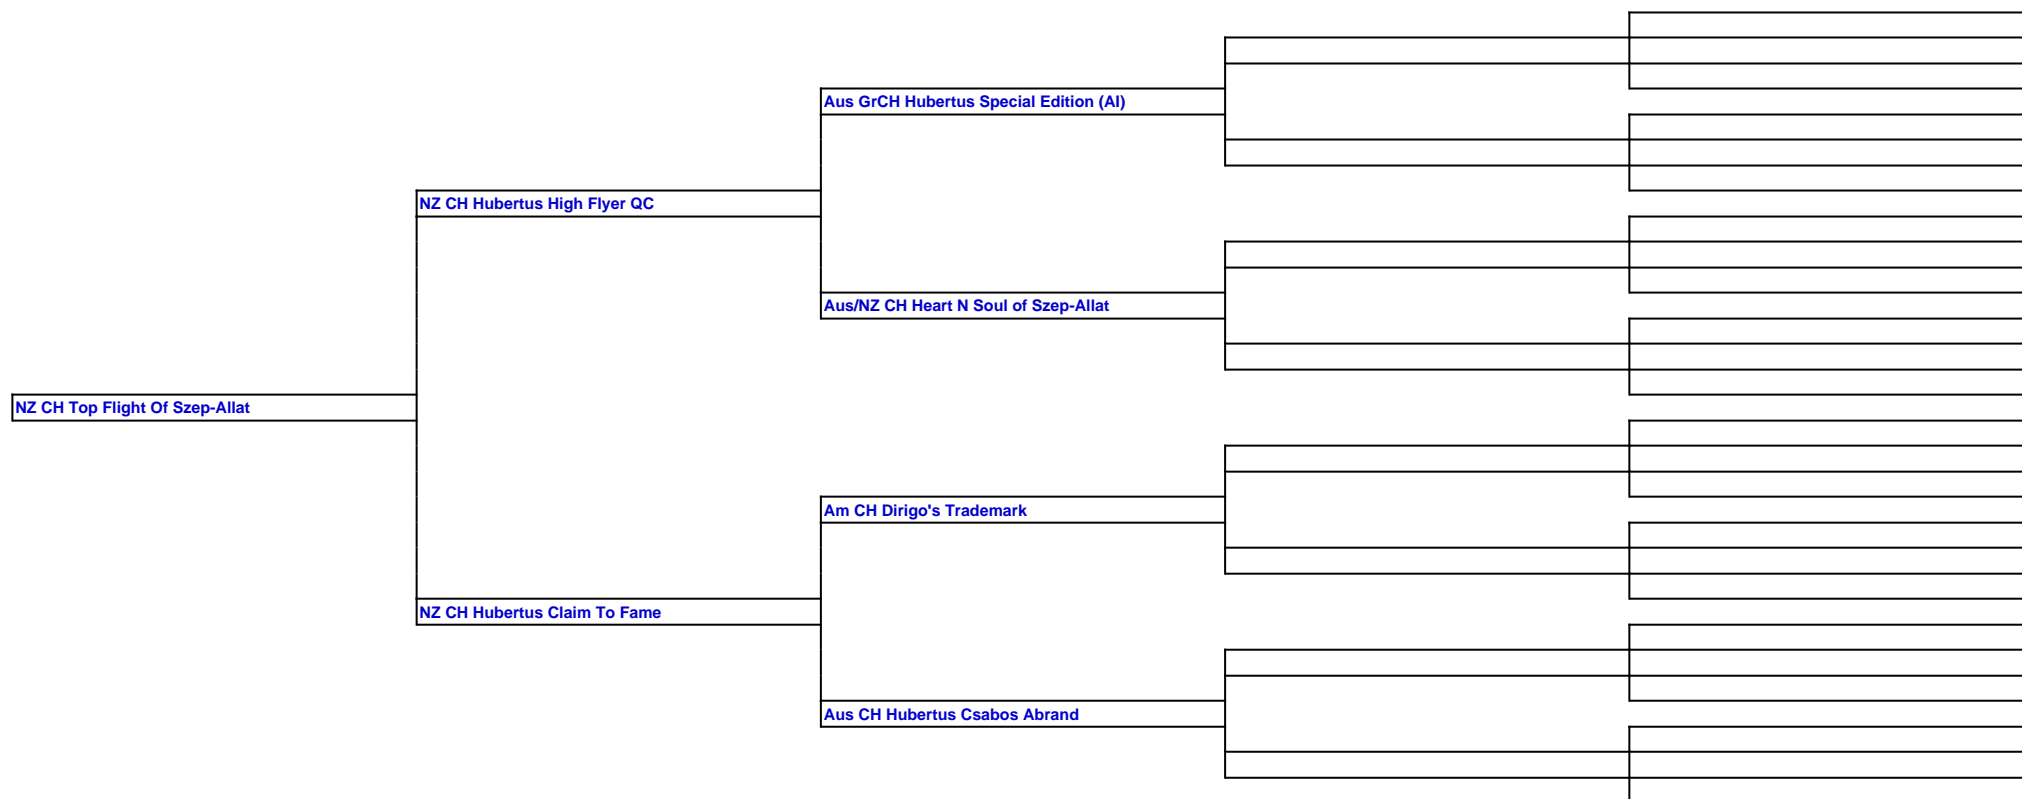 Aus GrCH Hubertus Special Edition (AI)
NZ CH Hubertus High Flyer QC
Aus/NZ CH Heart N Soul of Szep-Allat
NZ CH Top Flight Of Szep-Allat
Am CH Dirigo's Trademark
NZ CH Hubertus Claim To Fame
Aus CH Hubertus Csabos Abrand